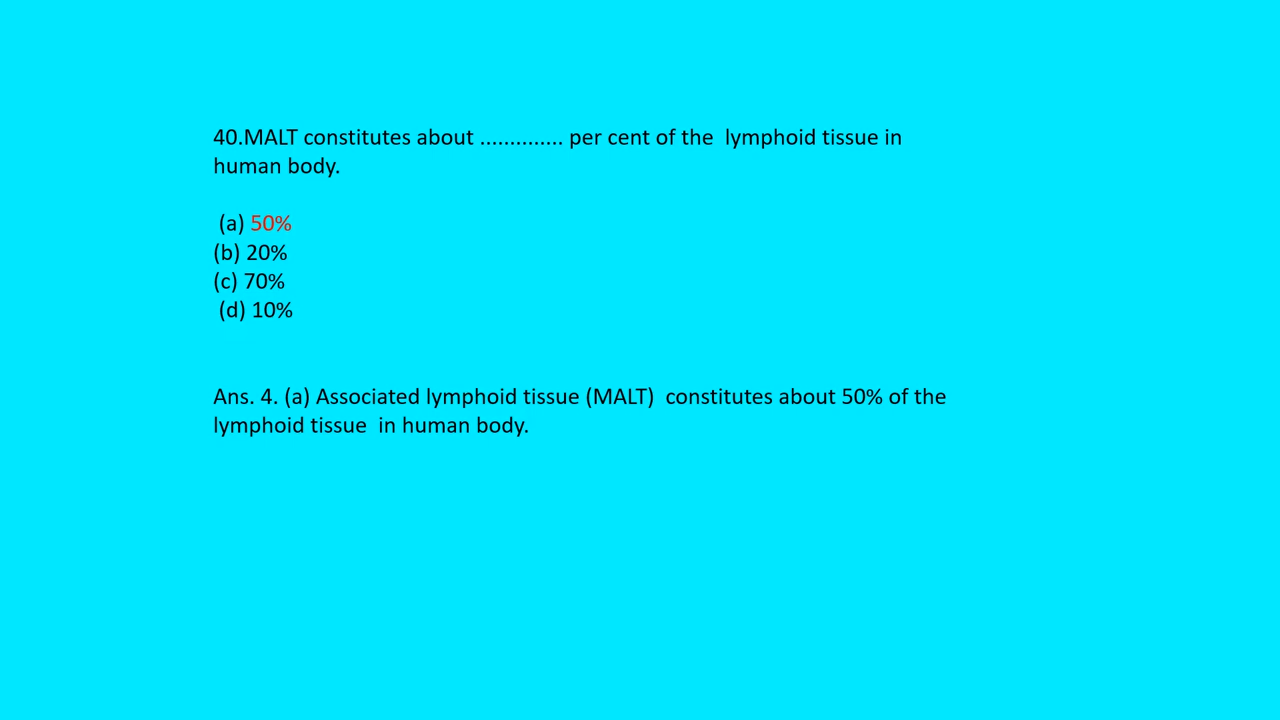 40.MALT constitutes about .............. per cent of the  lymphoid tissue in
human body.
(a) 50%
(b) 20%
(c) 70%
(d) 10%
Ans. 4. (a) Associated lymphoid tissue (MALT)  constitutes about 50% of the
lymphoid tissue  in human body.